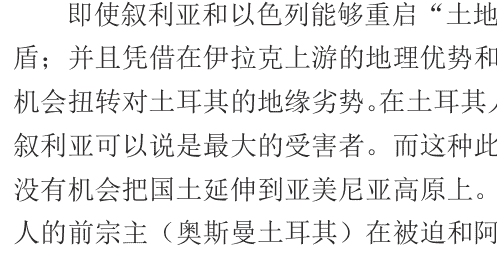 即使叙利亚和以色列能够重启“土地
盾；并且凭借在伊拉克上游的地理优势和
机会扭转对土耳其的地缘劣势。在土耳其
叙利亚可以说是最大的受害者。而这种此
没有机会把国土延伸到亚美尼亚高原上。
人的前宗主（奥斯曼土耳其）在被迫和阿